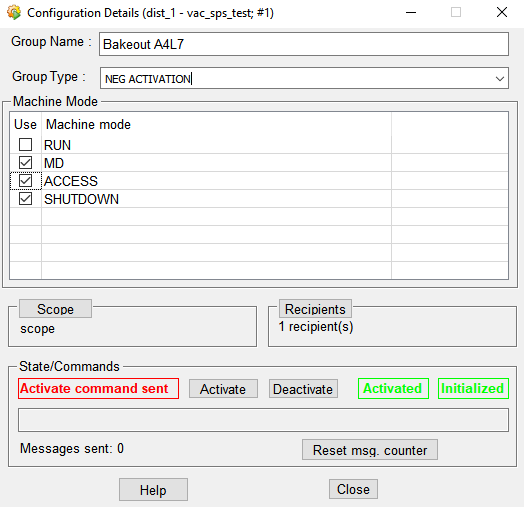 Configuration Details (dist_1 - vac_sps_test; #1)
Group Name : Bakeout A4L7
Group Type : NEG ACTIVATION
Machine Mode
Use Machine mode
RUN
MD
ACCESS
SHUTDOWN
Scope Recipients
scope 1 recipient(s)
State/Commands
Activate command sent Activate Deactivate Activated Initialized
Messages sent: 0 Reset msg. counter
Help Close